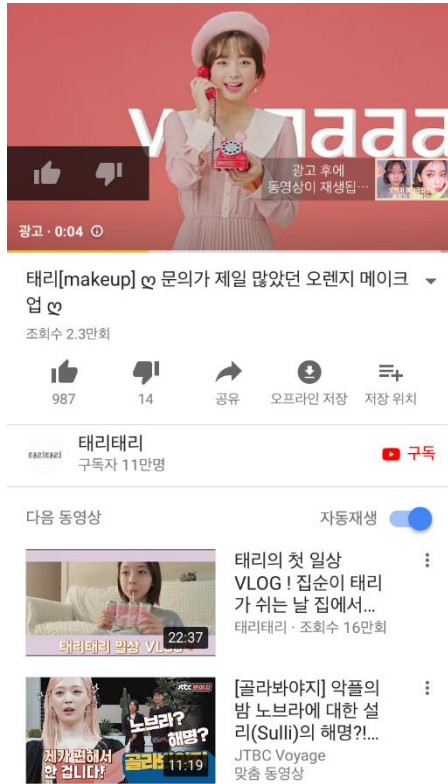 광고 후에
동영상이 재생됩…
광고 · 0:04
태리[makeup] ღ 문의가 제일 많았던 오렌지 메이크
업 ღ
조회수 2.3만회
987
14
공유
오프라인 저장
저장 위치
태리태리
태리태리
구독자 11만명
구독
다음 동영상
자동재생
태리의 첫 일상
VLOG ! 집순이 태리
가 쉬는 날 집에서...
태리태리 · 조회수 16만회
태리태리 일상 VLOG
22:37
[골라봐야지] 악플의
밤 노브라에 대한 설
리(Sulli)의 해명?!...
JTBC Voyage
맞춤 동영상
노브라?
해명?
제가 편해서
한 겁니다!
11:19